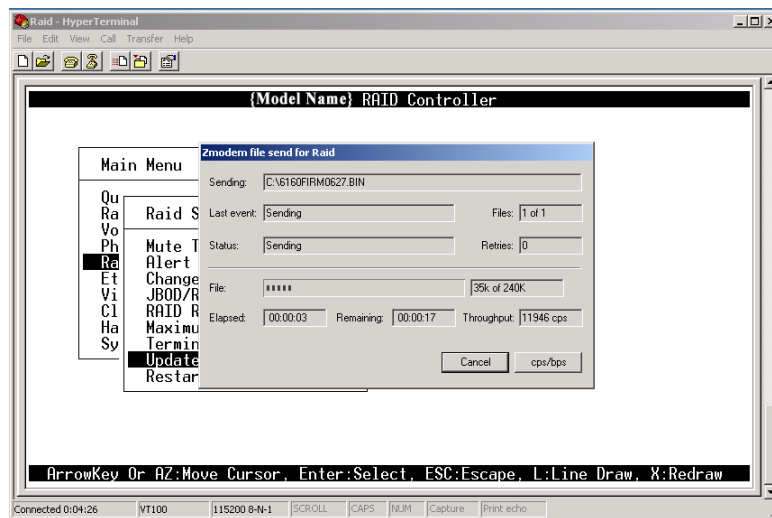 Raid - HyperTerminal
File Edit View Call Transfer Help
{Model Name} RAID Controller
Main Menu
Qu
Ra
Vo
Ph
Ra
Et
Vi
Cl
Ha
Sy
Raid S
Mute T
Alert
Change
JBOD/R
RAID R
Maximu
Termin
Update
Restar
Zmodem file send for Raid
Sending: C:\6160FIRM0627.BIN
Last event: Sending Files: 1 of 1
Status: Sending Retries: 0
File: 35k of 240K
Elapsed: 00:00:03 Remaining: 00:00:17 Throughput: 11946 cps
Cancel cps/bps
ArrowKey Or AZ:Move Cursor, Enter:Select, ESC:Escape, L:Line Draw, X:Redraw
Connected 0:04:26 VT100 115200 8-N-1 SCROLL CAPS NUM Capture Print echo